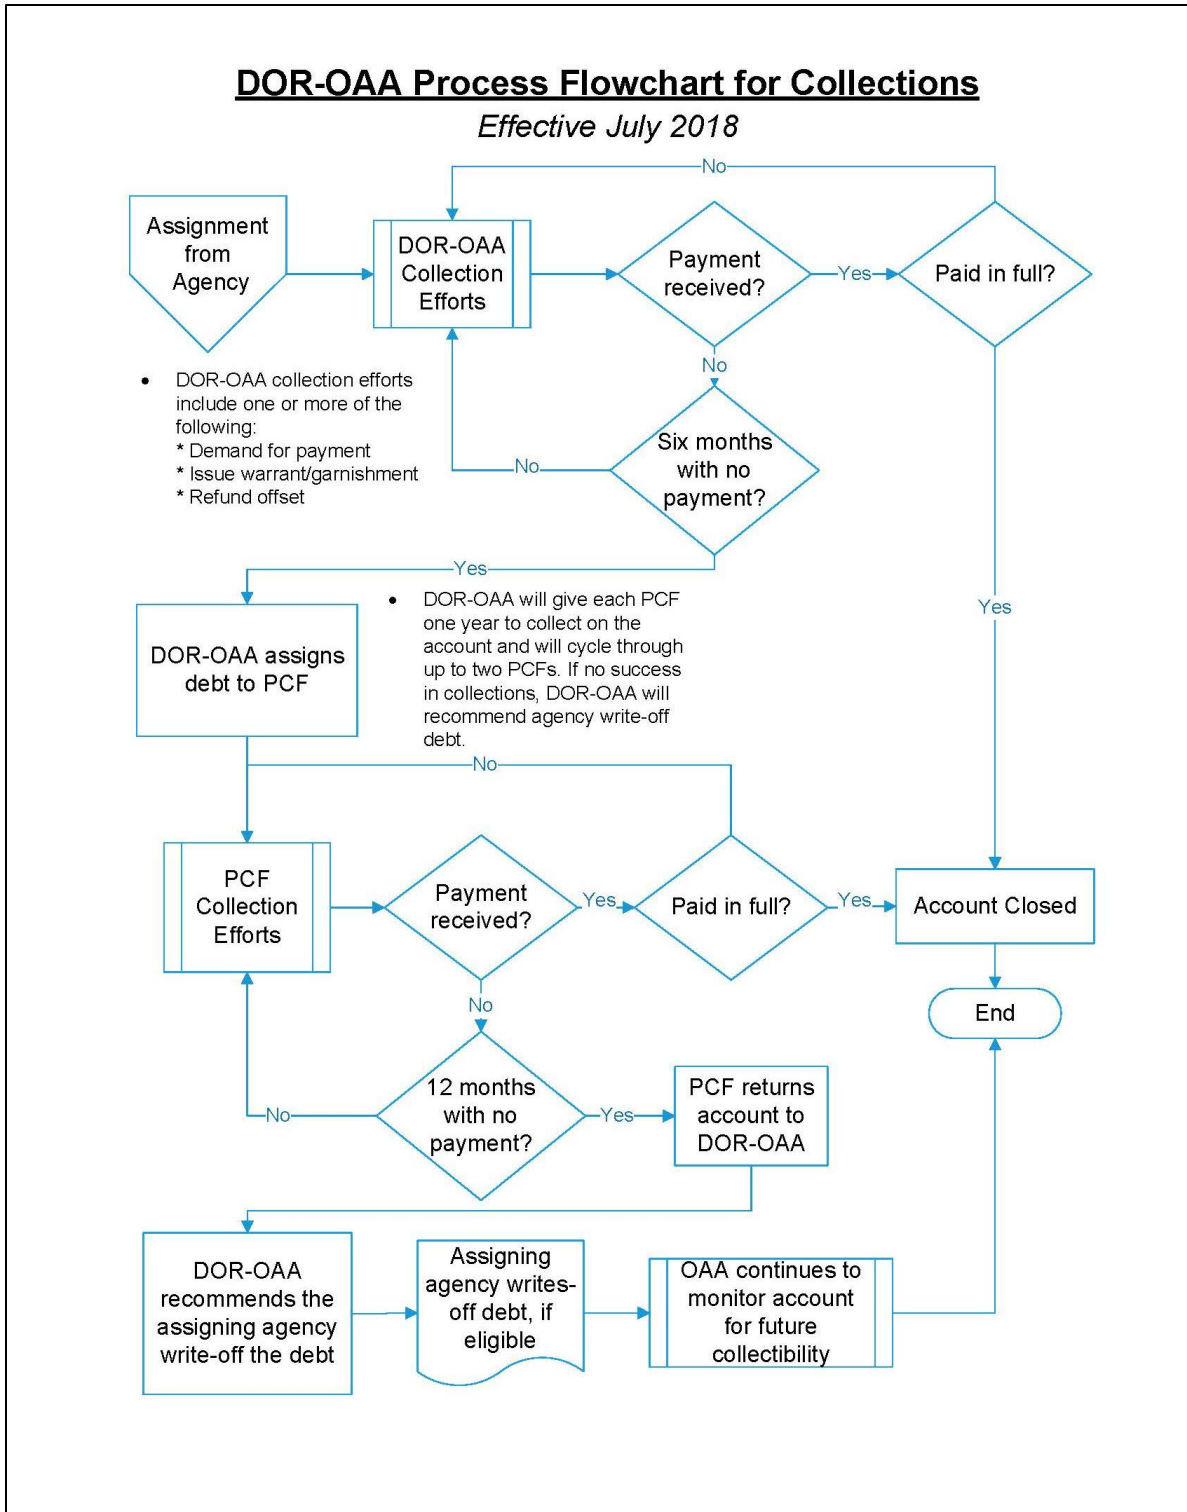 DOR-OAA Process Flowchart for Collections
Effective July 2018
No
Assignment
from
Agency
DOR-OAA
Collection
Efforts
Payment
received?
Yes
Paid in full?
No
• DOR-OAA collection efforts
include one or more of the
following:
* Demand for payment
* Issue warrant/garnishment
* Refund offset
Six months
with no
payment?
No
Yes
Yes
DOR-OAA assigns
debt to PCF
• DOR-OAA will give each PCF
one year to collect on the
account and will cycle through
up to two PCFs. If no success
in collections, DOR-OAA will
recommend agency write-off
debt.
No
PCF
Collection
Efforts
Payment
received?
Yes
Paid in full?
Yes
Account Closed
No
End
12 months
with no
payment?
No
Yes
PCF returns
account to
DOR-OAA
DOR-OAA
recommends the
assigning agency
write-off the debt
Assigning
agency writes-
off debt, if
eligible
OAA continues to
monitor account
for future
collectibility